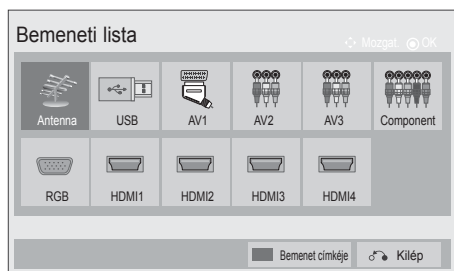 Bemeneti lista
Mozgat OK
Antenna USB AV1 AV2 AV3 Component
RGB HDMI1 HDMI2 HDMI3 HDMI4
Bemenet címkéje Kilép